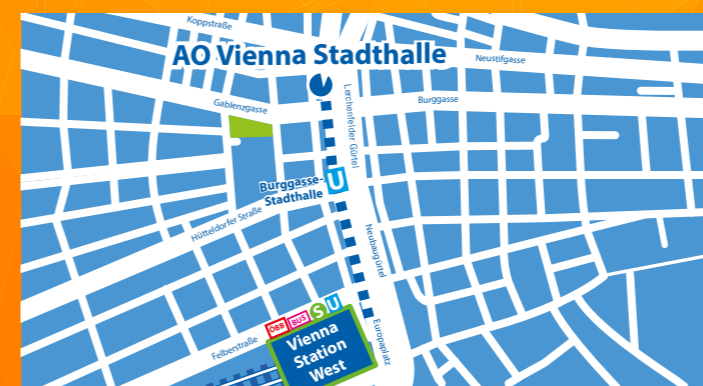 Koppstraße
AO Vienna Stadthalle
Neustifgasse
Gablenzgasse
Lerchenfelder Gürtel
Burggasse
Burggasse-
Stadthalle
U
Hütteldorfer Straße
Neubaugürtel
ÖBB
BUS
S
U
Felberstraße
Vienna
Station
West
Europaplatz